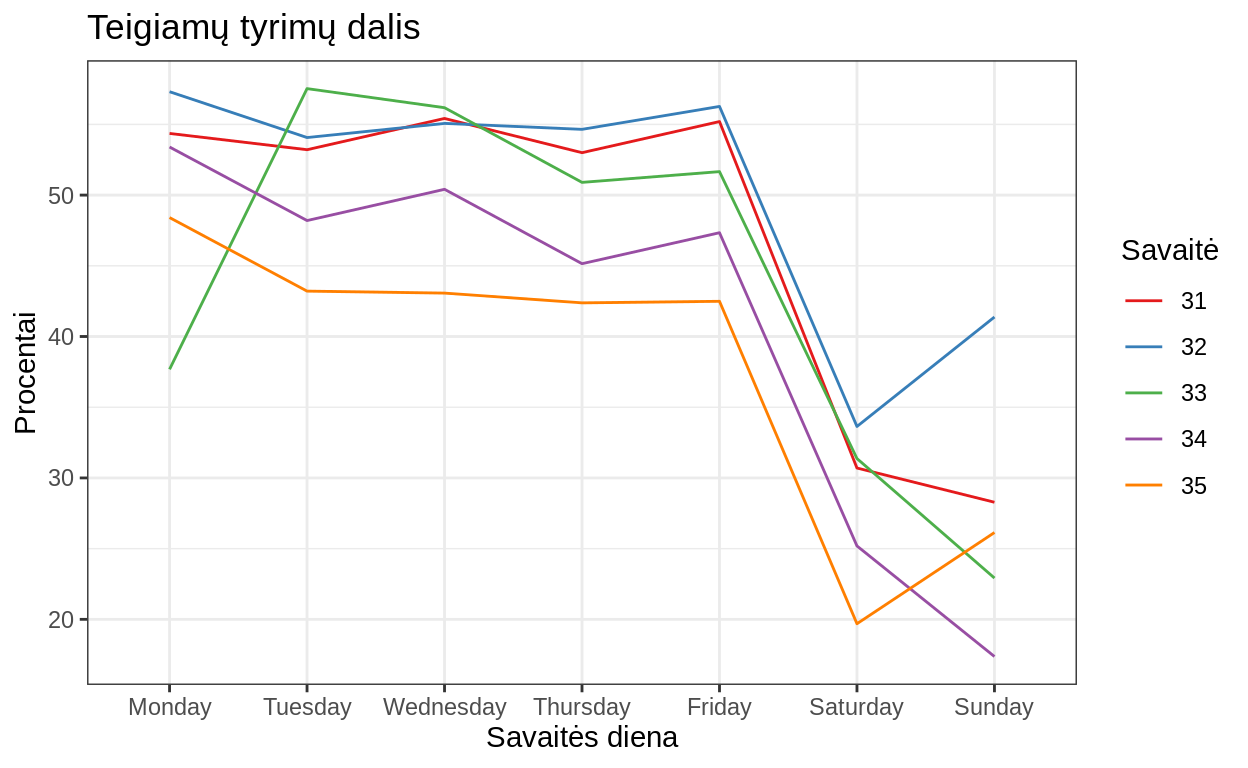 Teigiamų tyrimų dalis
Procentai
50
40
30
20
Monday Tuesday Wednesday Thursday Friday Saturday Sunday
Savaitės diena
Savaitė
31
32
33
34
35